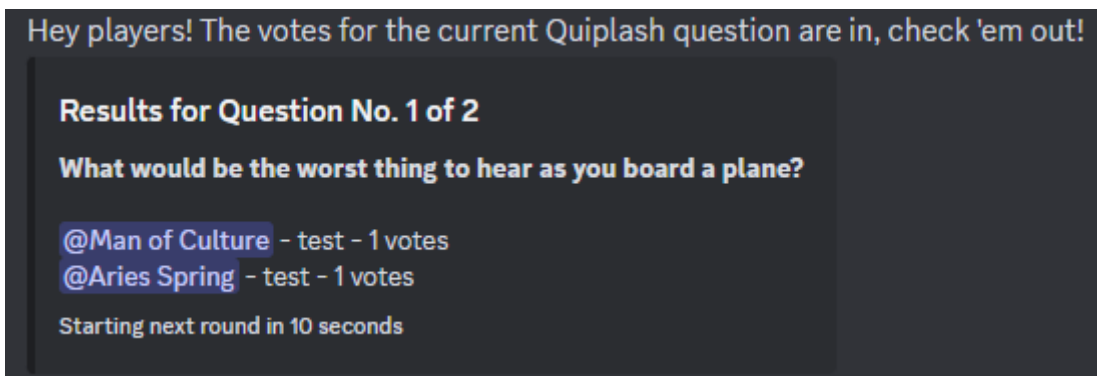 Hey players! The votes for the current Quiplash question are in, check 'em out!
Results for Question No. 1 of 2
What would be the worst thing to hear as you board a plane?
@Man of Culture - test - 1 votes
@Aries Spring - test - 1 votes
Starting next round in 10 seconds